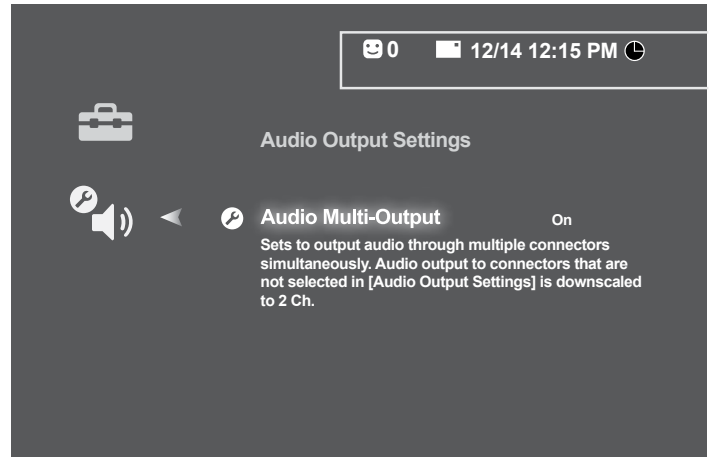 0 12/14 12:15 PM
Audio Output Settings
Audio Multi-Output On
Sets to output audio through multiple connectors
simultaneously. Audio output to connectors that are
not selected in [Audio Output Settings] is downscaled
to 2 Ch.